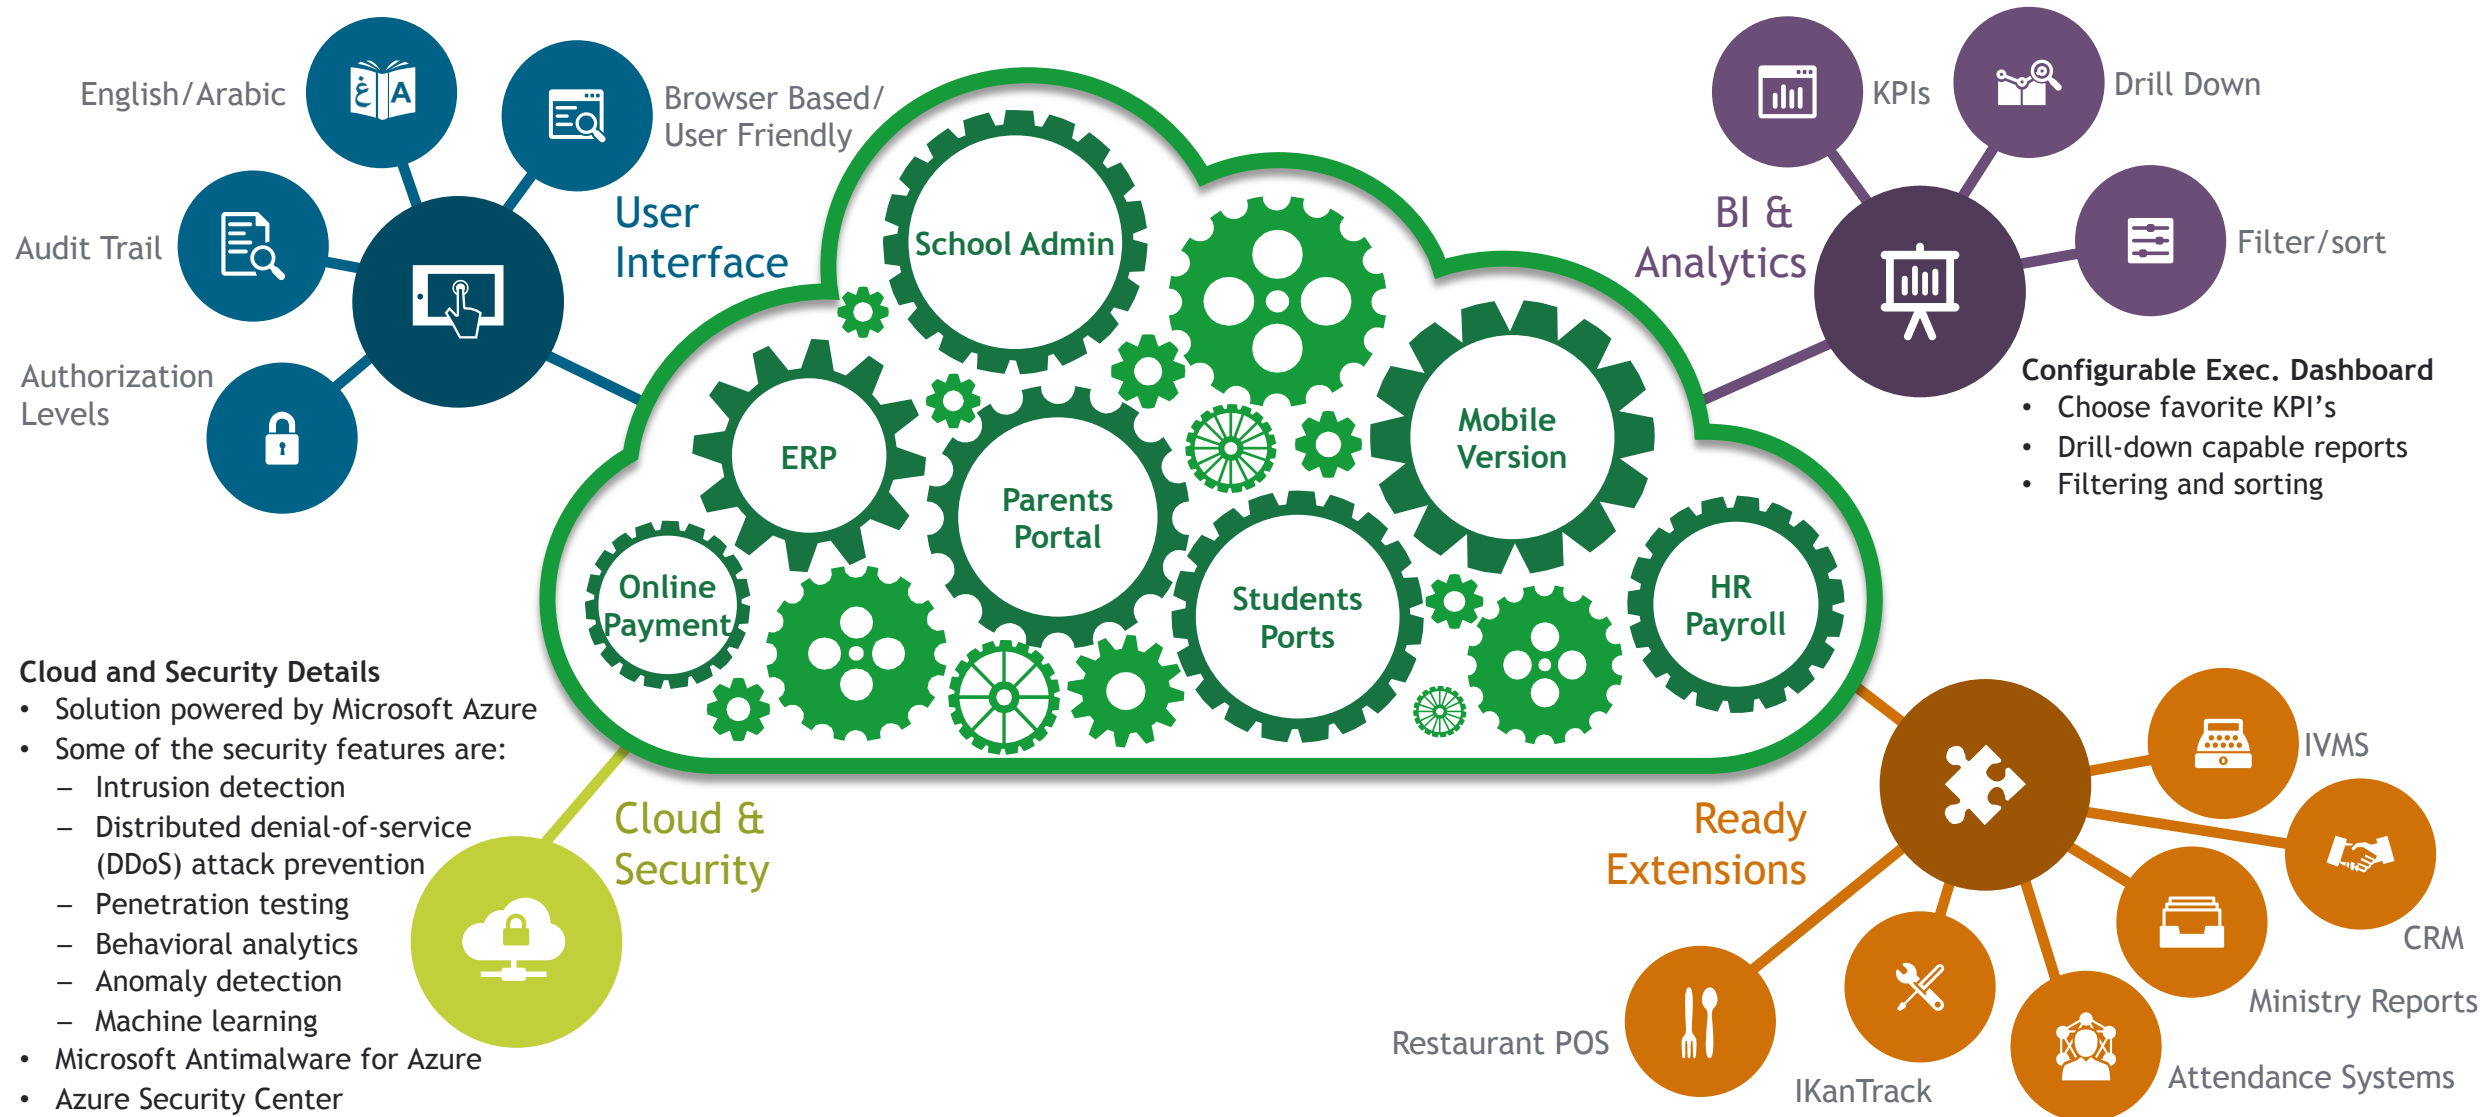 English/Arabic
غ A
Browser Based/
User Friendly
Audit Trail
Authorization
Levels
User
Interface
KPIs
Drill Down
Filter/sort
BI &
Analytics
Configurable Exec. Dashboard
• Choose favorite KPI’s
• Drill-down capable reports
• Filtering and sorting
School Admin
ERP
Mobile
Version
Parents
Portal
Online
Payment
Students
Ports
HR
Payroll
Cloud and Security Details
• Solution powered by Microsoft Azure
• Some of the security features are:
– Intrusion detection
– Distributed denial-of-service
(DDoS) attack prevention
– Penetration testing
– Behavioral analytics
– Anomaly detection
– Machine learning
• Microsoft Antimalware for Azure
• Azure Security Center
Cloud &
Security
Ready
Extensions
IVMS
CRM
Ministry Reports
Attendance Systems
IKanTrack
Restaurant POS